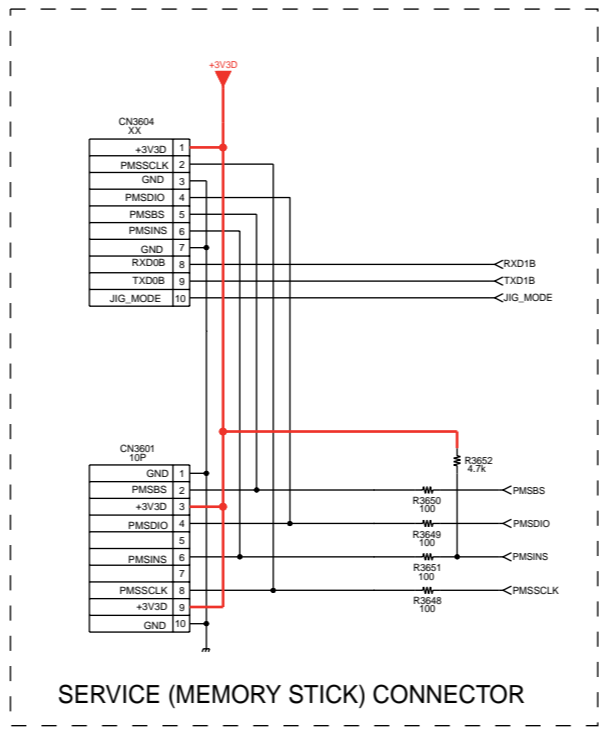 +3V3D
CN3604
XX
+3V3D 1
PMSSCLK 2
GND 3
PMSDIO 4
PMSBS 5
PMSINS 6
GND 7
RXD0B 8
TXD0B 9
JIG_MODE 10
RXD1B
TXD1B
JIG_MODE
CN3601
10P
GND 1
PMSBS 2
+3V3D 3
PMSDIO 4
5
PMSINS 6
7
PMSSCLK 8
+3V3D 9
GND 10
R3652
4.7k
R3650
100
R3649
100
R3651
100
R3648
100
PMSBS
PMSDIO
PMSINS
PMSSCLK
SERVICE (MEMORY STICK) CONNECTOR